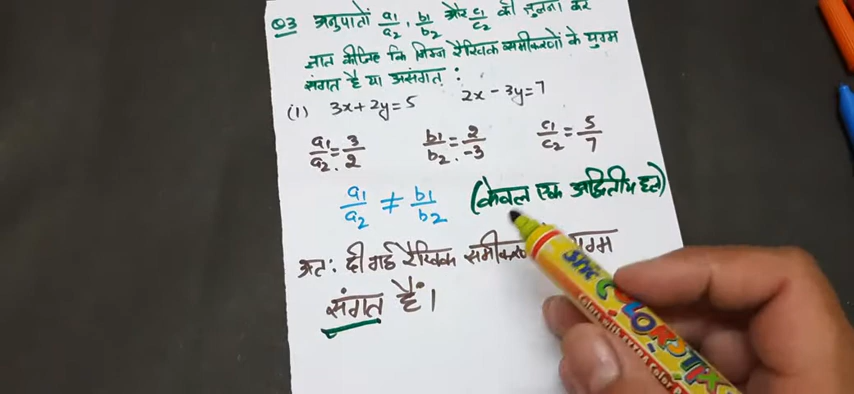 Q3 अनुपातों a1/a2, b1/b2 और c1/c2 की तुलना कर
ज्ञात कीजिए कि निम्न रैखिक समीकरणों के युग्म
संगत है या असंगत :
(1) 3x+2y=5 2x-3y=7
a1/a2=3/2 b1/b2=2/-3 c1/c2=5/7
a1/a2 ≠ b1/b2 (केवल एक अद्वितीय हल)
अतः दी गई रैखिक समीकरण युग्म
संगत हैं।